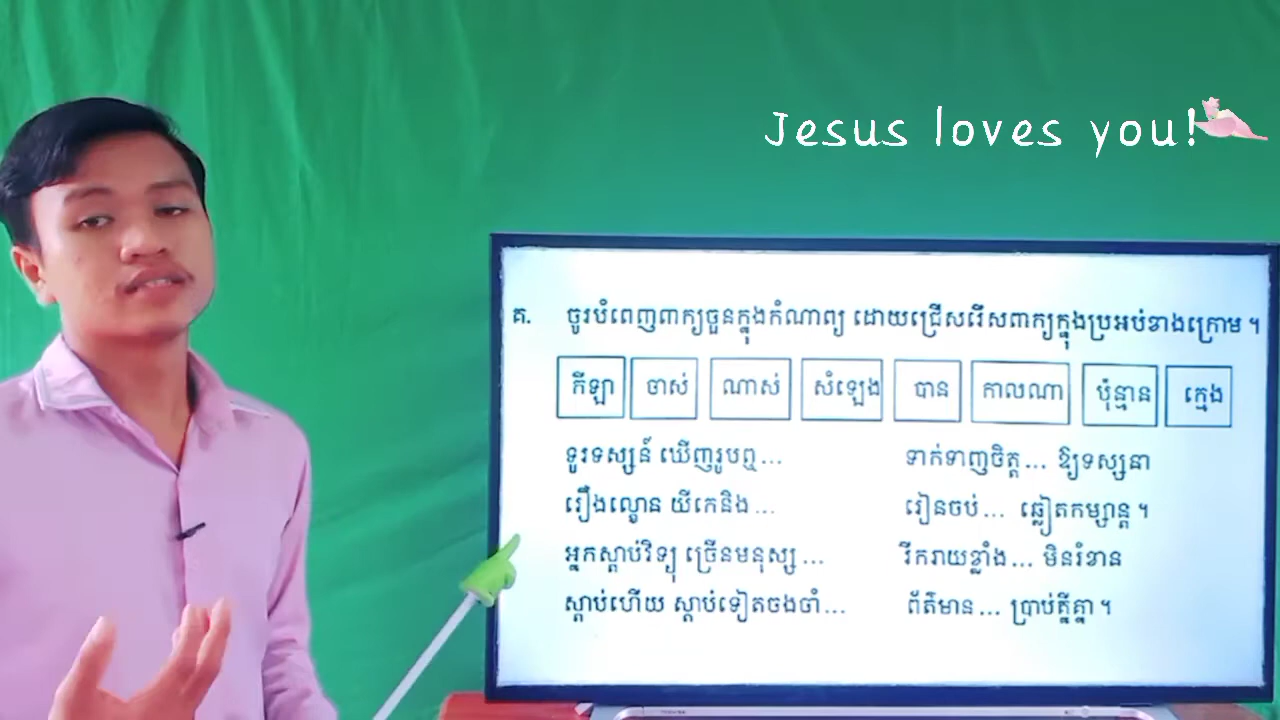 Jesus loves you!
គ. ចូរបំពេញពាក្យចួនក្នុងកំណាព្យ ដោយជ្រើសរើសពាក្យក្នុងប្រអប់ខាងក្រោម ។
កីឡា ចាស់ ណាស់ សំឡេង បាន កាលណា ប៉ុន្មាន ក្មេង
ទូរទស្សន៍ ឃើញរូបឮ ... ទាក់ទាញចិត្ត ... ឱ្យទស្សនា
រឿងល្ខោន យីកេនិង ... រៀនចប់ ... ឆ្លៀតកម្សាន្ត ។
អ្នកស្ដាប់វិទ្យុ ច្រើនមនុស្ស ... រីករាយខ្លាំង ... មិនរំខាន
ស្ដាប់ហើយ ស្ដាប់ទៀតចងចាំ ... ព័ត៌មាន ... ប្រាប់គ្នីគ្នា ។